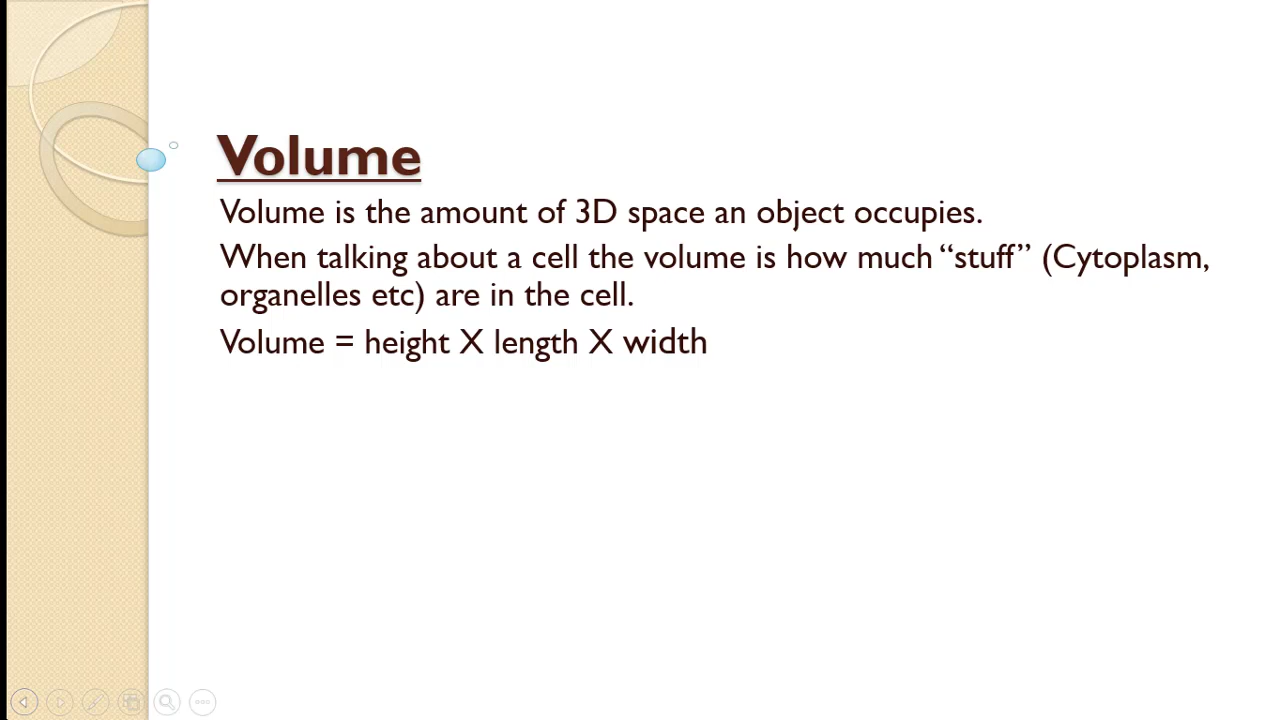 Volume
Volume is the amount of 3D space an object occupies.
When talking about a cell the volume is how much “stuff” (Cytoplasm,
organelles etc) are in the cell.
Volume = height X length X width